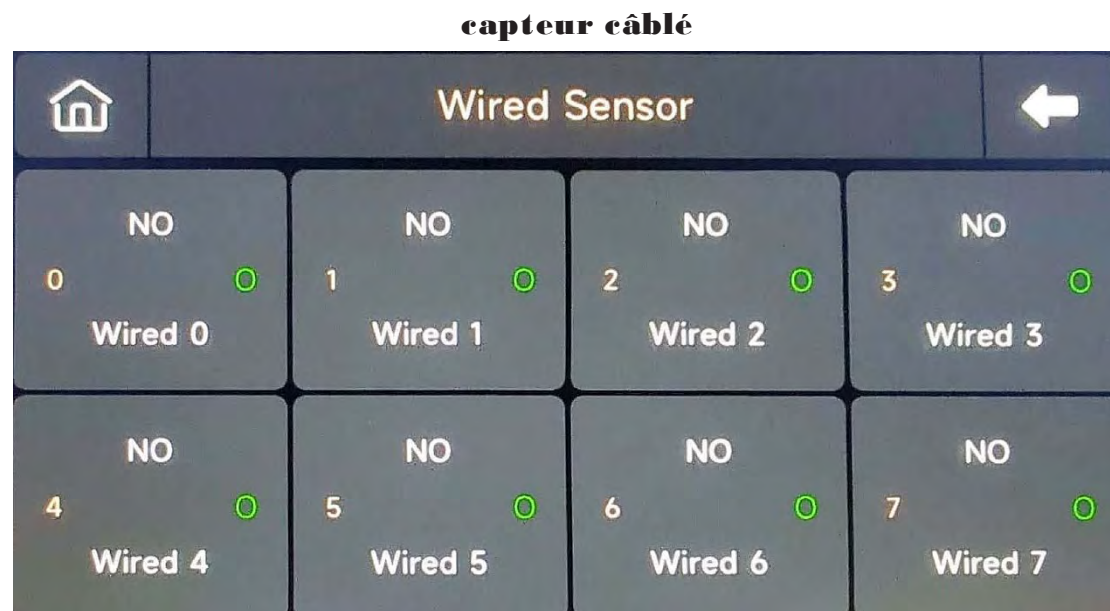 capteur câblé
Wired Sensor
NO NO NO NO
0 O 1 O 2 O 3 O
Wired 0 Wired 1 Wired 2 Wired 3
NO NO NO NO
4 O 5 O 6 O 7 O
Wired 4 Wired 5 Wired 6 Wired 7